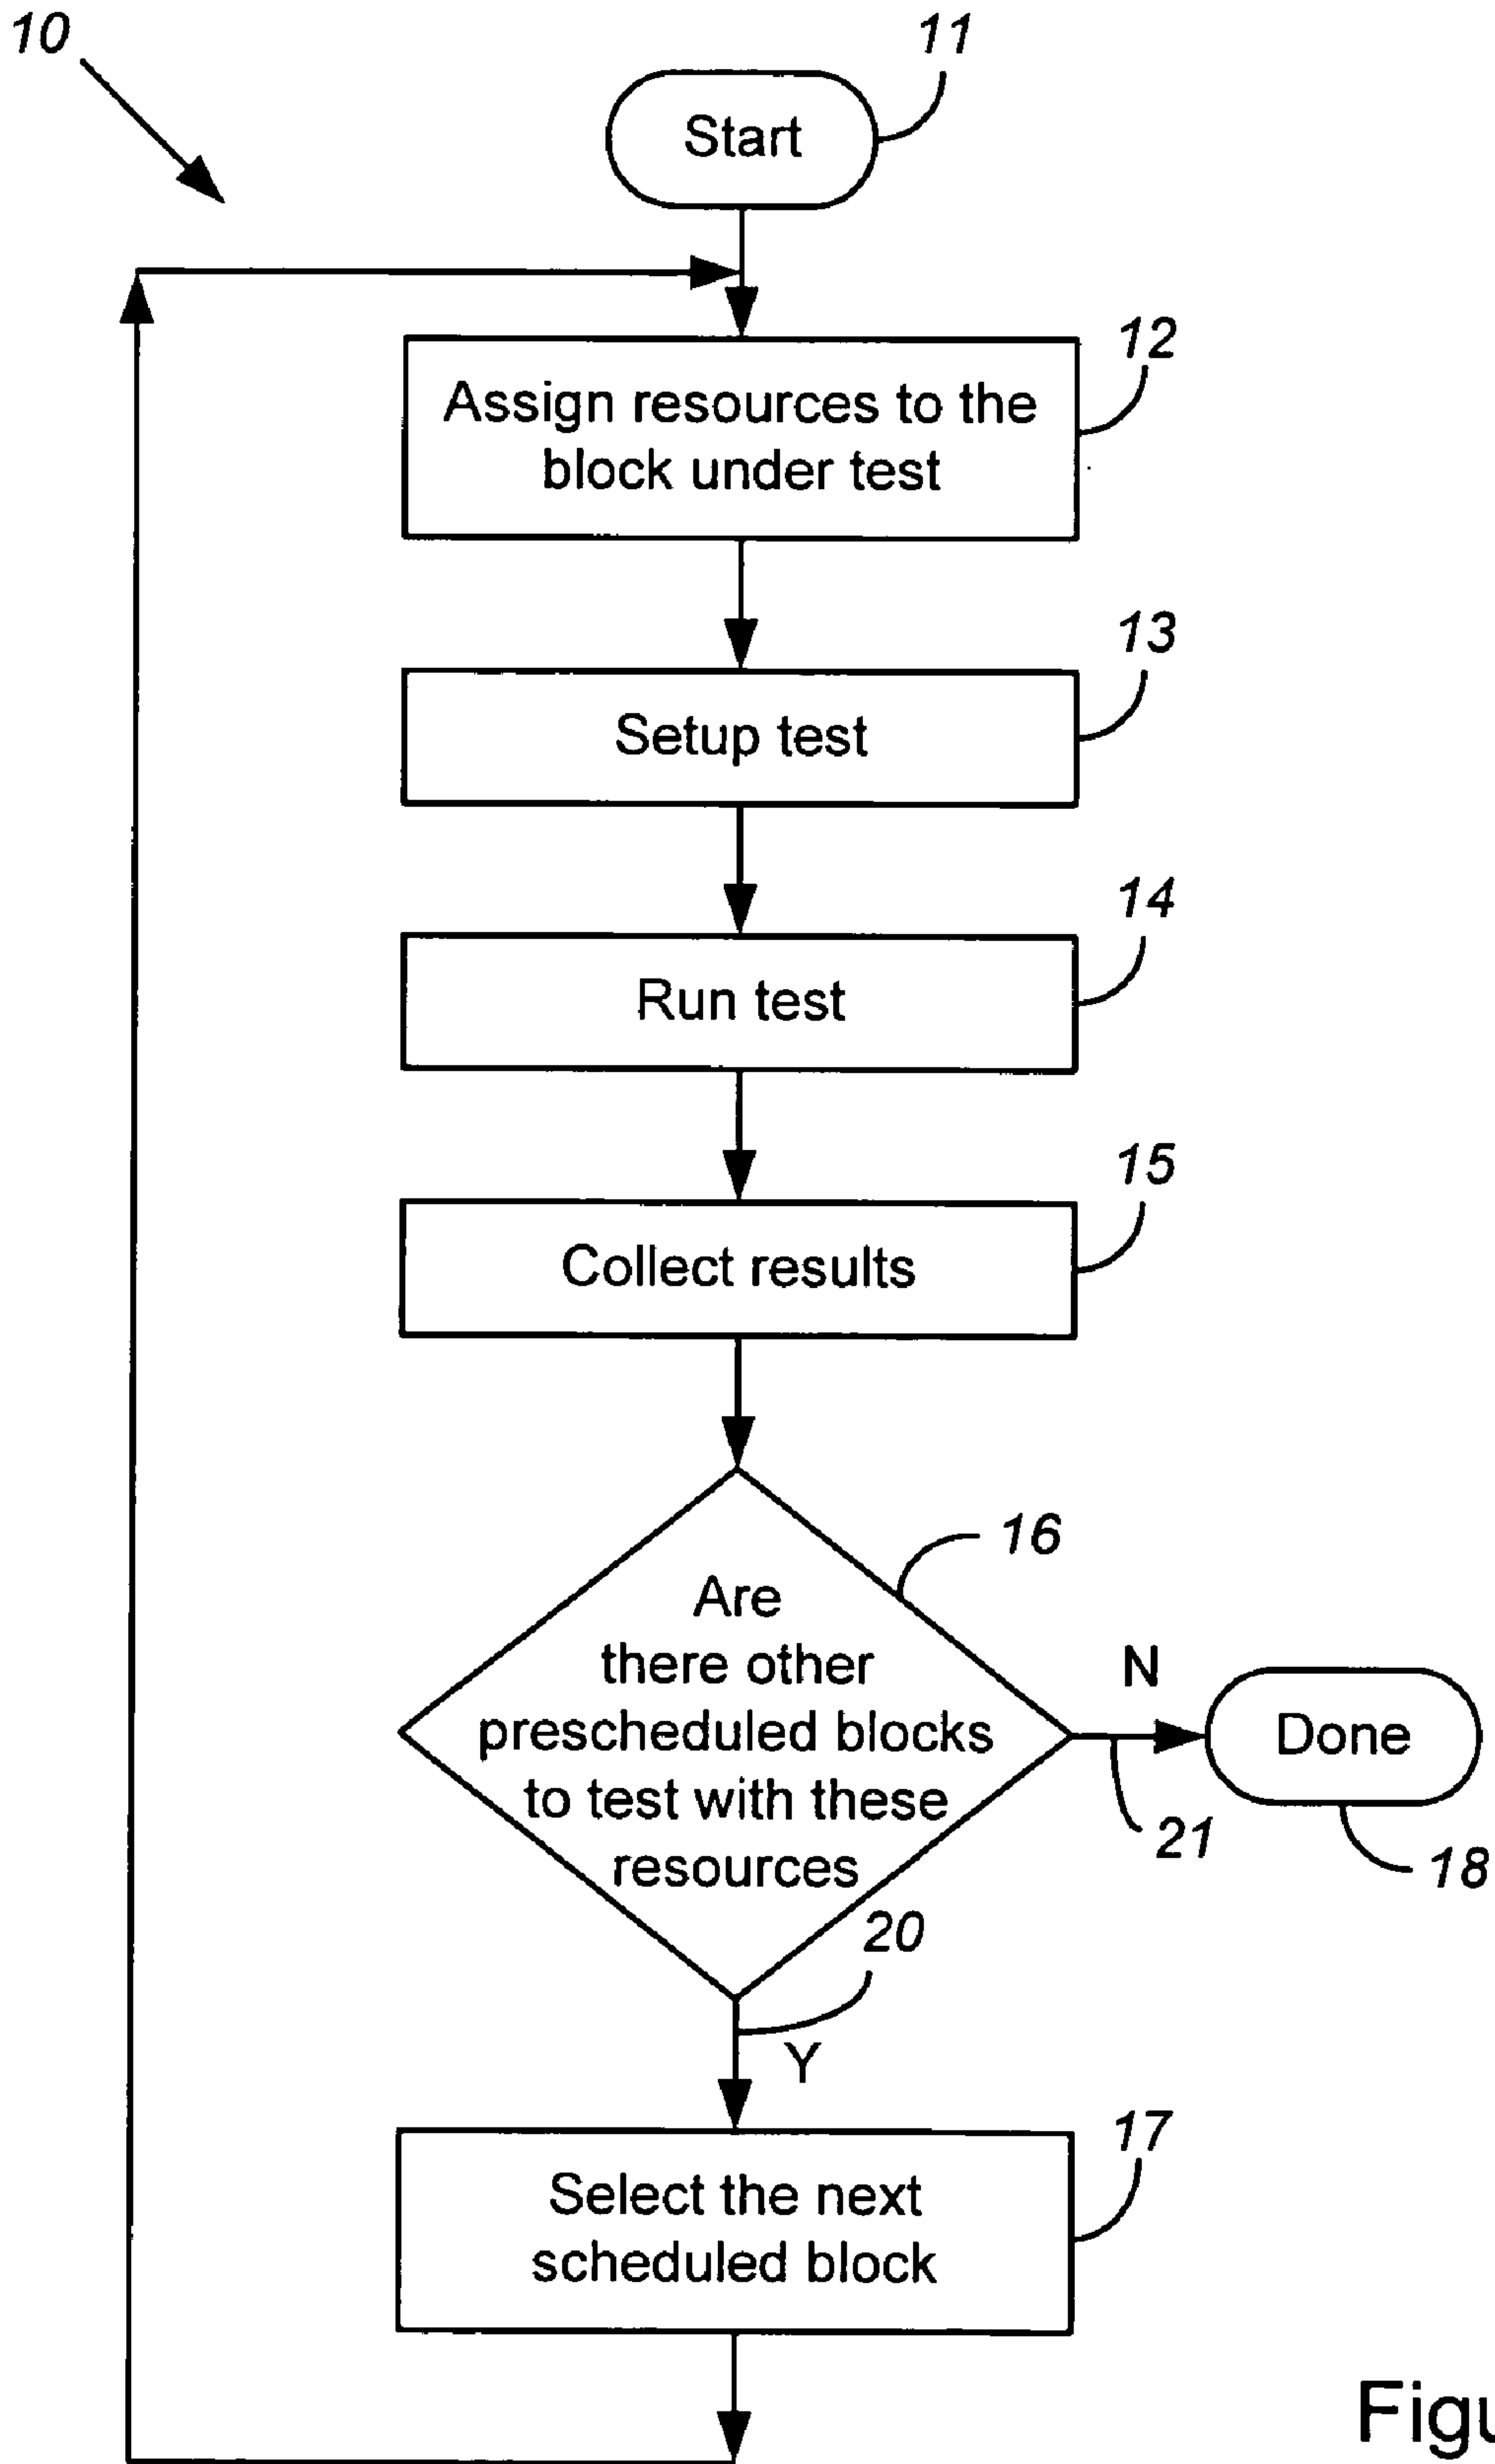 10
11
Start
12
Assign resources to the
block under test
13
Setup test
14
Run test
15
Collect results
16
Are
there other
prescheduled blocks
to test with these
resources
N
Done
21
18
20
Y
17
Select the next
scheduled block